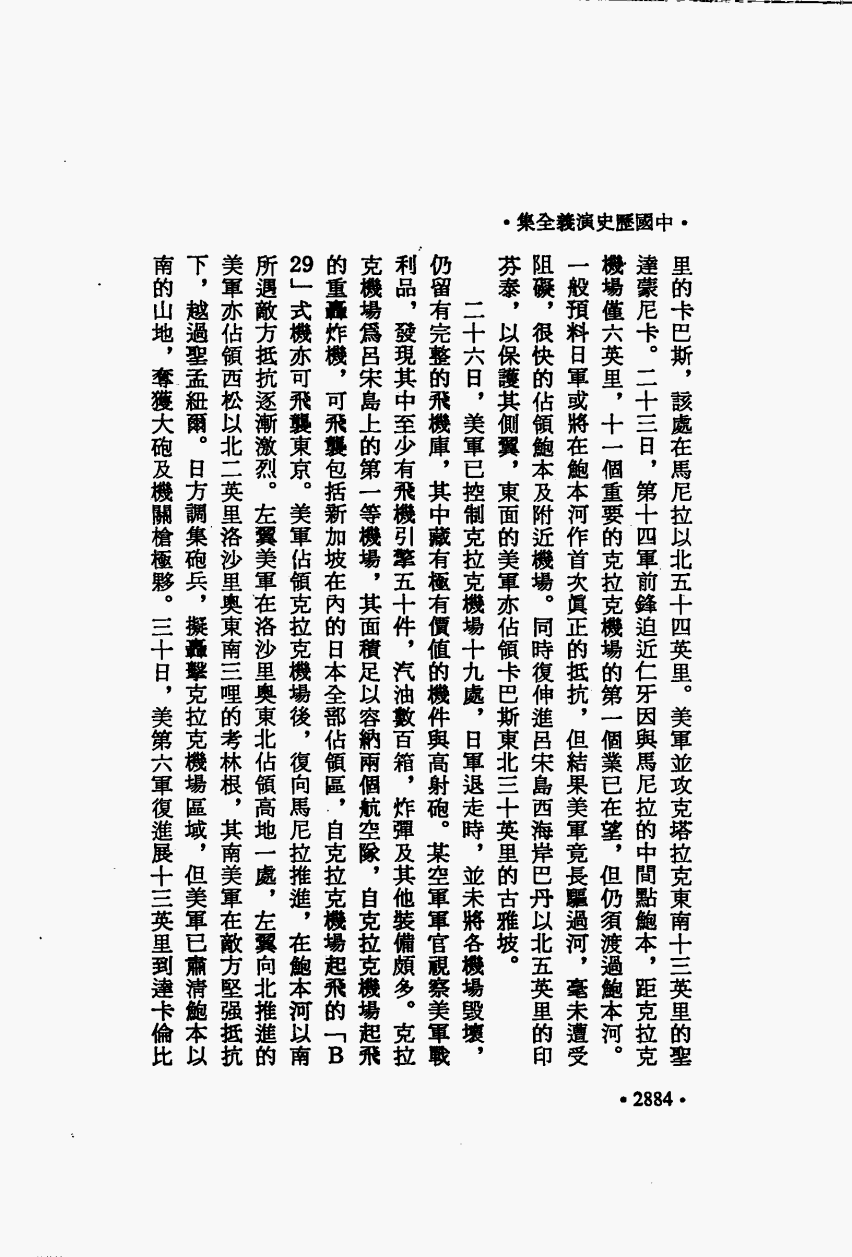 •中國歷史演義全集•
里的卡巴斯，該處在馬尼拉以北五十四英里。美軍並攻克塔拉克東南十三英里的聖
達蒙尼卡。二十三日，第十四軍前鋒迫近仁牙因與馬尼拉的中間點鮑本，距克拉克
機場僅六英里，十一個重要的克拉克機場的第一個業已在望，但仍須渡過鮑本河。
一般預料日軍或將在鮑本河作首次眞正的抵抗，但結果美軍竟長驅過河，毫未遭受
阻礙，很快的佔領鮑本及附近機場。同時復伸進呂宋島西海岸巴丹以北五英里的印
芬泰，以保護其側翼，東面的美軍亦佔領卡巴斯東北三十英里的古雅坡。
二十六日，美軍已控制克拉克機場十九處，日軍退走時，並未將各機場毀壞，
仍留有完整的飛機庫，其中藏有極有價值的機件與高射砲。某空軍軍官視察美軍戰
利品，發現其中至少有飛機引擎五十件，汽油數百箱，炸彈及其他裝備頗多。克拉
克機場爲呂宋島上的第一等機場，其面積足以容納兩個航空隊，自克拉克機場起飛
的重轟炸機，可飛襲包括新加坡在內的日本全部佔領區，自克拉克機場起飛的「B
29」式機亦可飛襲東京。美軍佔領克拉克機場後，復向馬尼拉推進，在鮑本河以南
所遇敵方抵抗逐漸激烈。左翼美軍在洛沙里奧東北佔領高地一處，左翼向北推進的
美軍亦佔領西松以北二英里洛沙里奧東南三哩的考林根，其南美軍在敵方堅强抵抗
下，越過聖孟紐爾。日方調集砲兵，擬轟擊克拉克機場區域，但美軍已肅清鮑本以
南的山地，奪獲大砲及機關槍極夥。三十日，美第六軍復進展十三英里到達卡倫比
•2884•